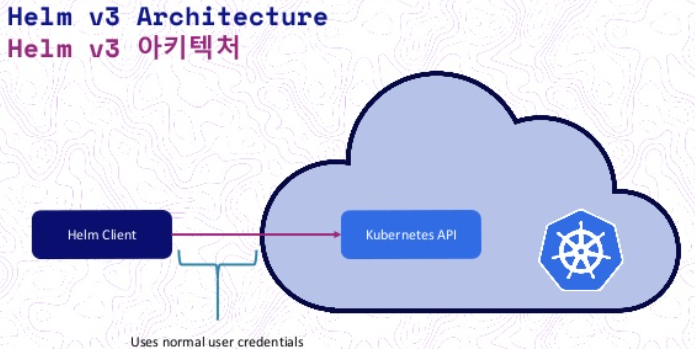 Helm v3 Architecture
Helm v3 아키텍처
Helm Client
Kubernetes API
Uses normal user credentials